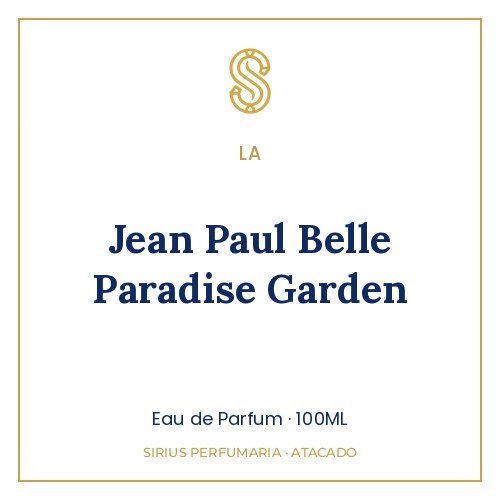 LA
Jean Paul Belle
Paradise Garden
Eau de Parfum · 100ML
SIRIUS PERFUMARIA · ATACADO